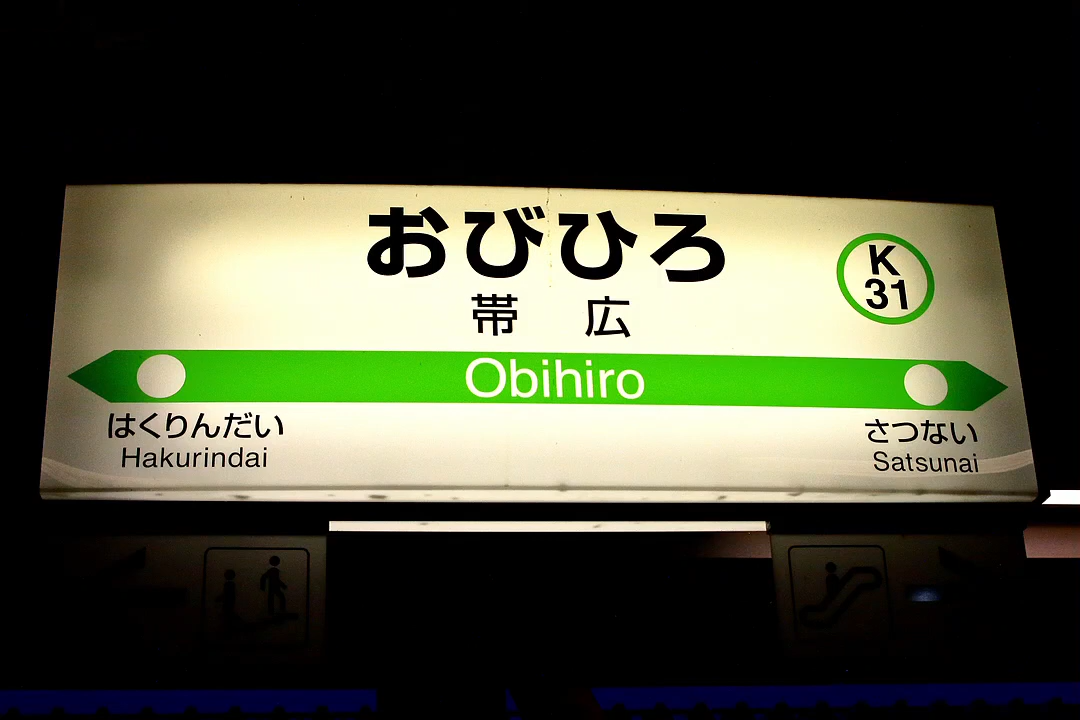 おびひろ
帯 広
K
31
Obihiro
はくりんだい
Hakurindai
さつない
Satsunai